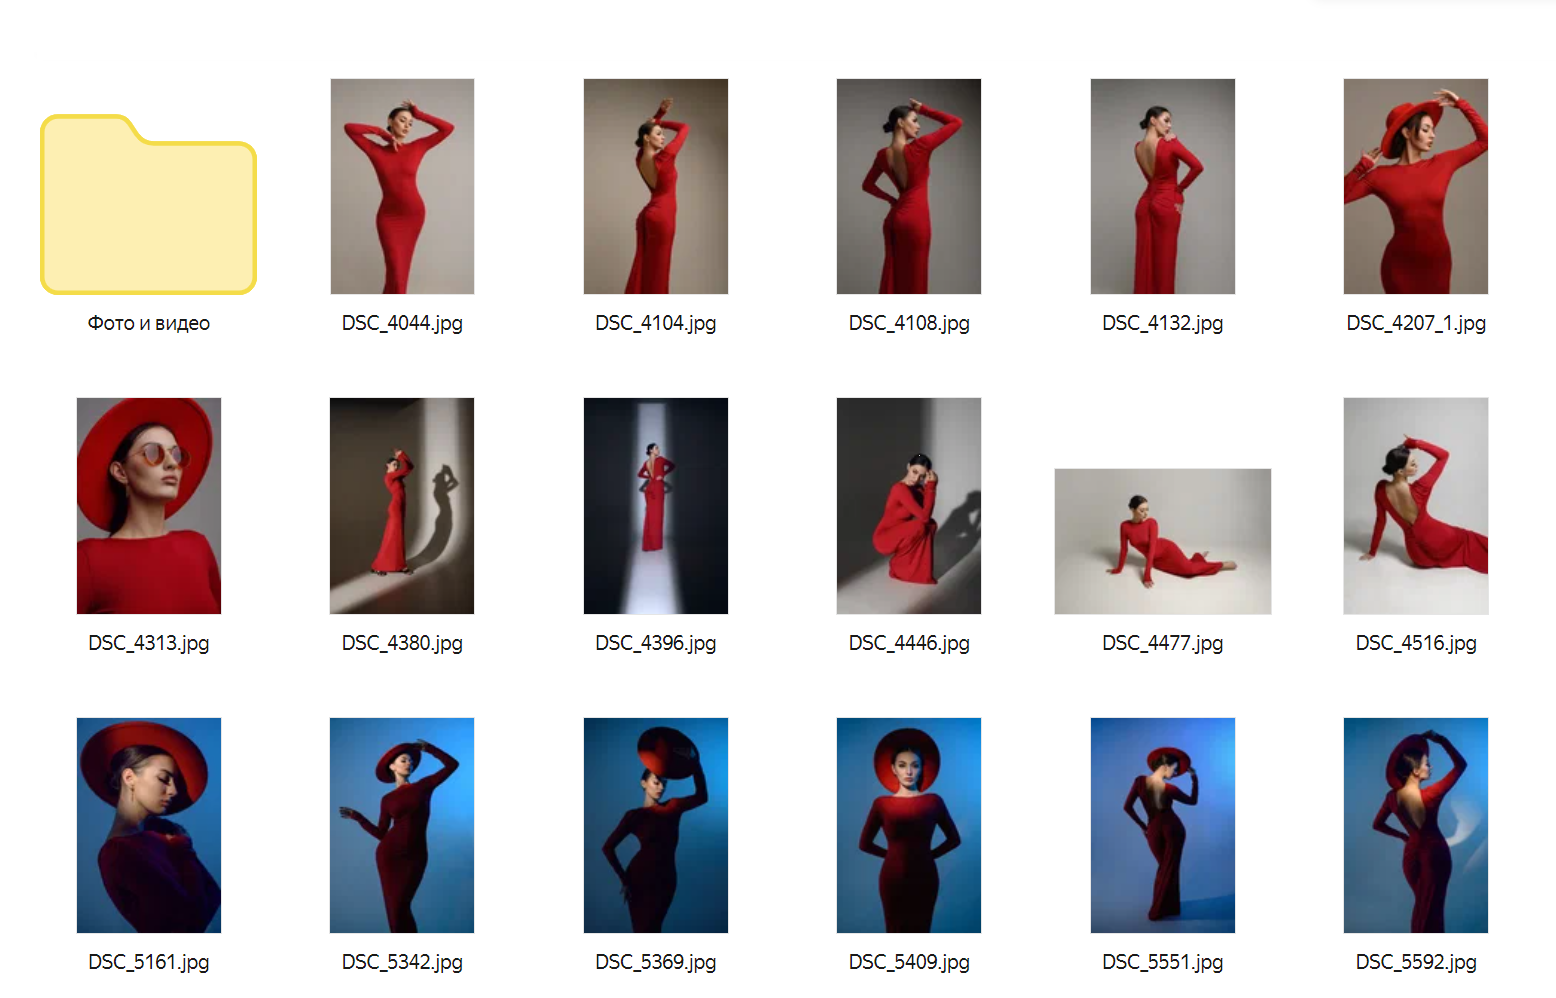 Фото и видео
DSC_4044.jpg
DSC_4104.jpg
DSC_4108.jpg
DSC_4132.jpg
DSC_4207_1.jpg
DSC_4313.jpg
DSC_4380.jpg
DSC_4396.jpg
DSC_4446.jpg
DSC_4477.jpg
DSC_4516.jpg
DSC_5161.jpg
DSC_5342.jpg
DSC_5369.jpg
DSC_5409.jpg
DSC_5551.jpg
DSC_5592.jpg